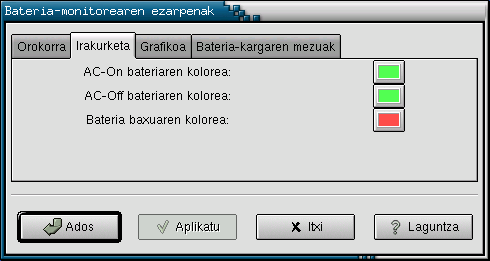 Bateria-monitorearen ezarpenak
Orokorra Irakurketa Grafikoa Bateria-kargaren mezuak
AC-On bateriaren kolorea:
AC-Off bateriaren kolorea:
Bateria baxuaren kolorea:
Ados Aplikatu Itxi Laguntza